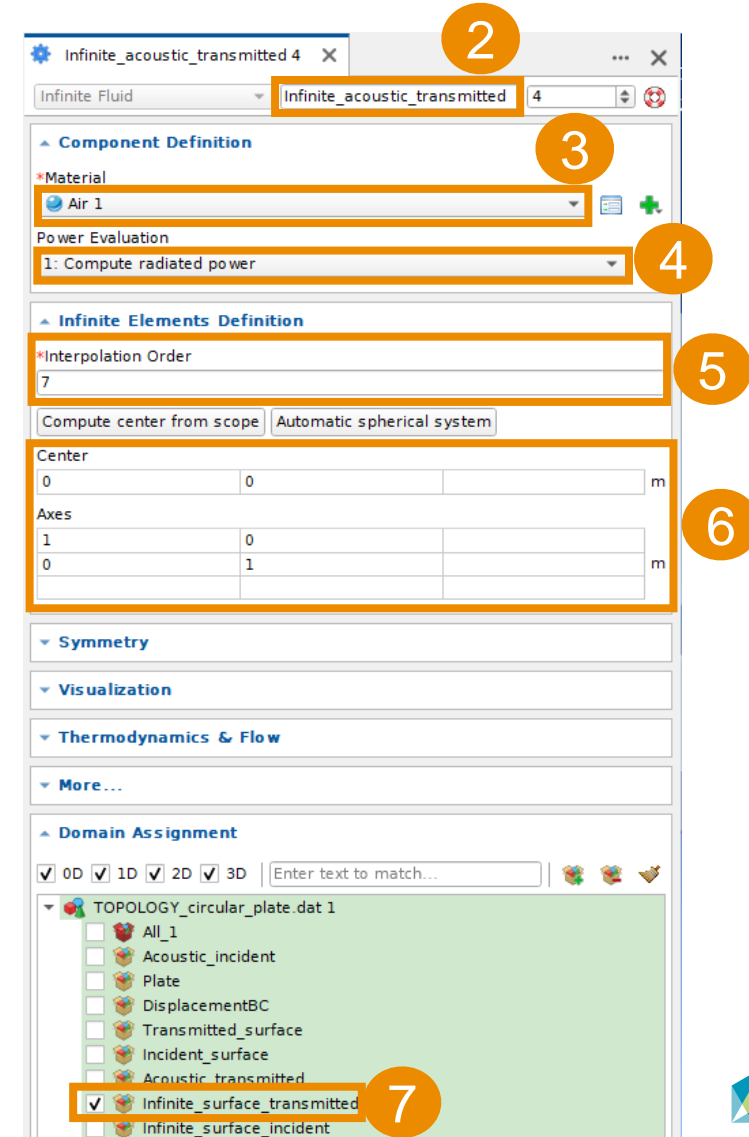 2
Infinite_acoustic_transmitted 4
Infinite Fluid Infinite_acoustic_transmitted 4
Component Definition
3
*Material
Air 1
Power Evaluation
1: Compute radiated power
4
Infinite Elements Definition
*Interpolation Order
7
5
Compute center from scope Automatic spherical system
Center
0 0 m
Axes
6
1 0
0 1 m
Symmetry
Visualization
Thermodynamics & Flow
More...
Domain Assignment
0D 1D 2D 3D Enter text to match...
TOPOLOGY_circular_plate.dat 1
All_1
Acoustic_incident
Plate
DisplacementBC
Transmitted_surface
Incident_surface
Acoustic_transmitted
Infinite_surface_transmitted
7
Infinite_surface_incident